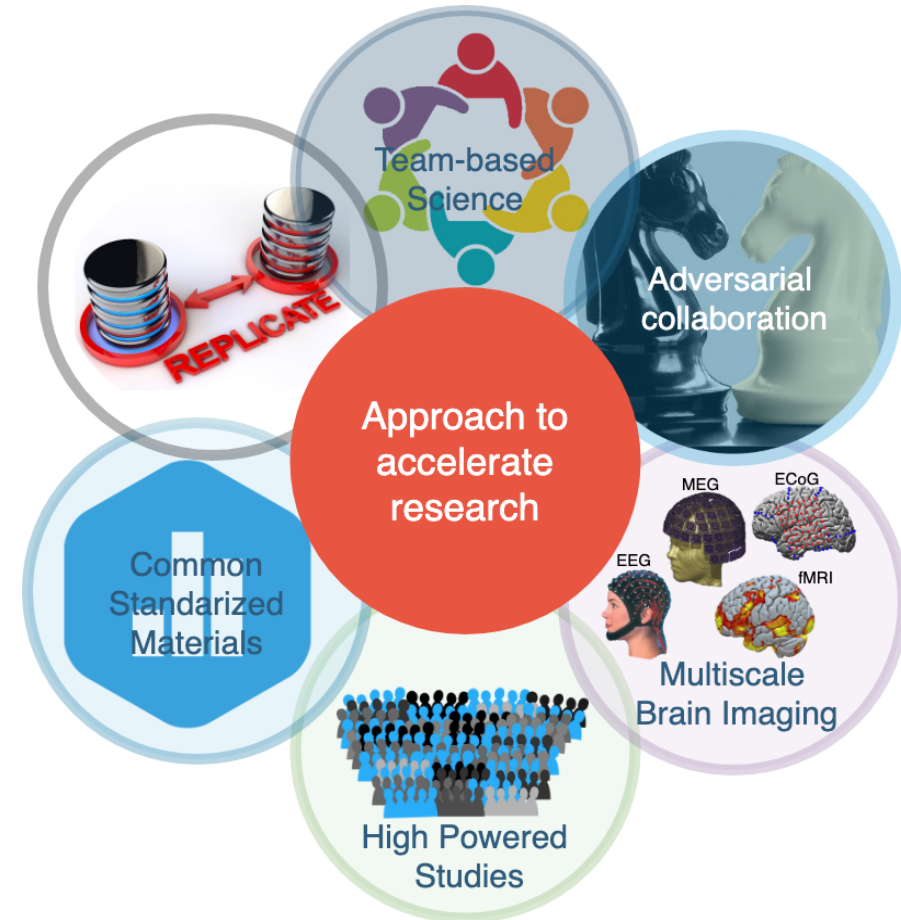 Team-based
Science
Adversarial
collaboration
REPLICATE
Approach to
accelerate
research
MEG
ECoG
EEG
fMRI
Multiscale
Brain Imaging
Common
Standarized
Materials
High Powered
Studies